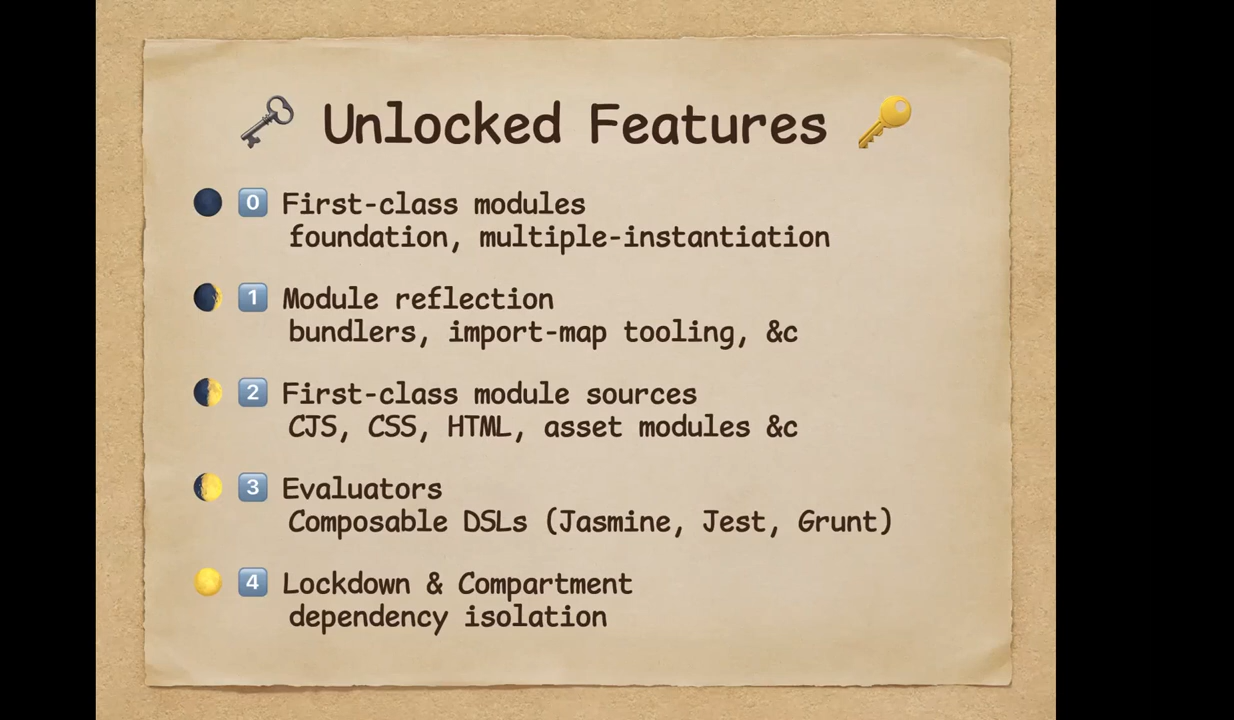 🗝️ Unlocked Features 🔑
🌑 0️⃣ First-class modules
foundation, multiple-instantiation
🌒 1️⃣ Module reflection
bundlers, import-map tooling, &c
🌓 2️⃣ First-class module sources
CJS, CSS, HTML, asset modules &c
🌔 3️⃣ Evaluators
Composable DSLs (Jasmine, Jest, Grunt)
🌕 4️⃣ Lockdown & Compartment
dependency isolation